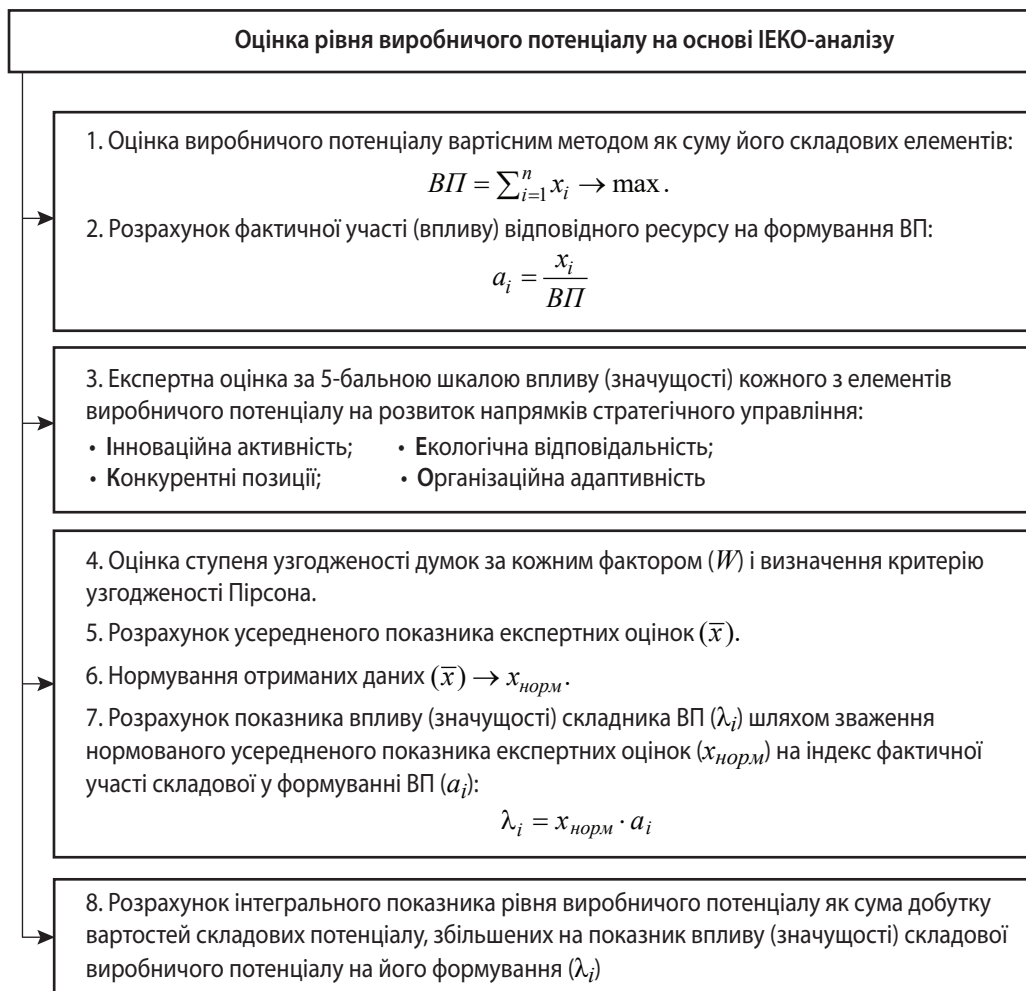 Оцінка рівня виробничого потенціалу на основі ІЕКО-аналізу
1. Оцінка виробничого потенціалу вартісним методом як суму його складових елементів:
ВП = ∑ⁿᵢ₌₁ xᵢ → max.
2. Розрахунок фактичної участі (впливу) відповідного ресурсу на формування ВП:
aᵢ = xᵢ / ВП
3. Експертна оцінка за 5-бальною шкалою впливу (значущості) кожного з елементів
виробничого потенціалу на розвиток напрямків стратегічного управління:
• Інноваційна активність; • Екологічна відповідальність;
• Конкурентні позиції; • Організаційна адаптивність
4. Оцінка ступеня узгодженості думок за кожним фактором (W) і визначення критерію
узгодженості Пірсона.
5. Розрахунок усередненого показника експертних оцінок (x̅).
6. Нормування отриманих даних (x̅) → xнорм.
7. Розрахунок показника впливу (значущості) складника ВП (λᵢ) шляхом зваження
нормованого усередненого показника експертних оцінок (xнорм) на індекс фактичної
участі складової у формуванні ВП (aᵢ):
λᵢ = xнорм · aᵢ
8. Розрахунок інтегрального показника рівня виробничого потенціалу як сума добутку
вартостей складових потенціалу, збільшених на показник впливу (значущості) складової
виробничого потенціалу на його формування (λᵢ)